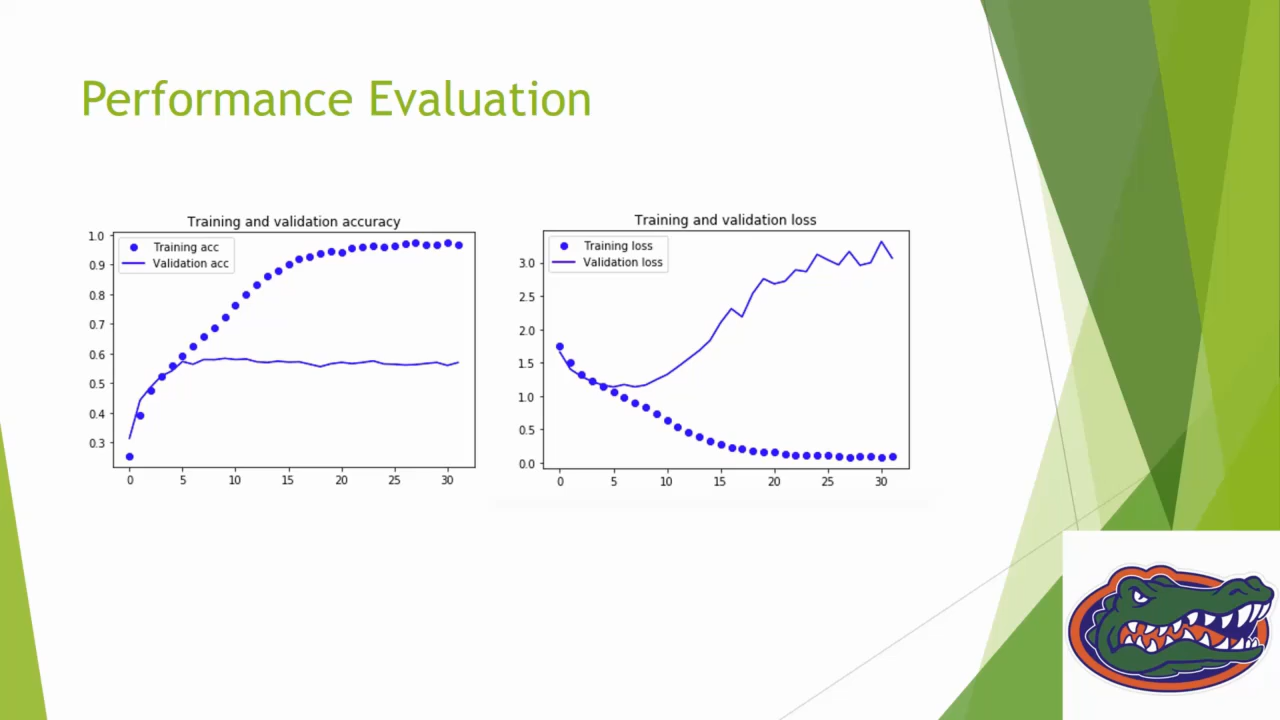 Performance Evaluation
Training and validation accuracy
1.0
0.9
0.8
0.7
0.6
0.5
0.4
0.3
Training acc
Validation acc
0 5 10 15 20 25 30
Training and validation loss
3.0
2.5
2.0
1.5
1.0
0.5
0.0
Training loss
Validation loss
0 5 10 15 20 25 30